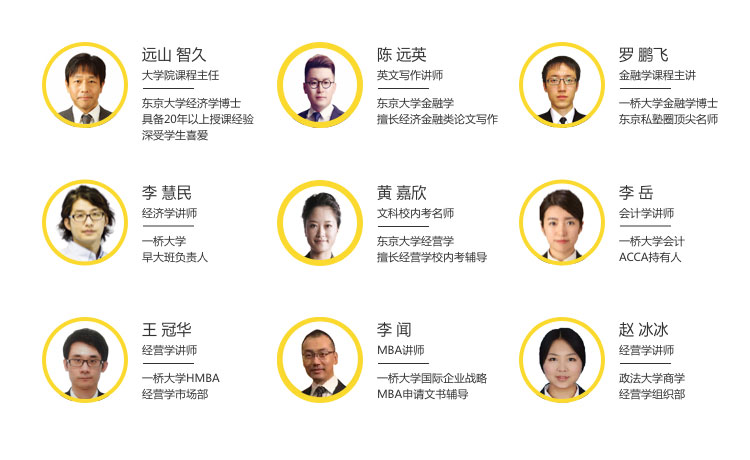 远山 智久
大学院课程主任
东京大学经济学博士
具备20年以上授课经验
深受学生喜爱
陈 远英
英文写作讲师
东京大学金融学
擅长经济金融类论文写作
罗 鹏飞
金融学课程主讲
一桥大学金融学博士
东京私塾圈顶尖名师
李 慧民
经济学讲师
一桥大学
早大班负责人
黄 嘉欣
文科校内考名师
东京大学经营学
擅长经营学校内考辅导
李 岳
会计学讲师
一桥大学会计
ACCA持有人
王 冠华
经营学讲师
一桥大学HMBA
经营学市场部
李 闻
MBA讲师
一桥大学国际企业战略
MBA申请文书辅导
赵 冰冰
经营学讲师
政法大学商学
经营学组织部